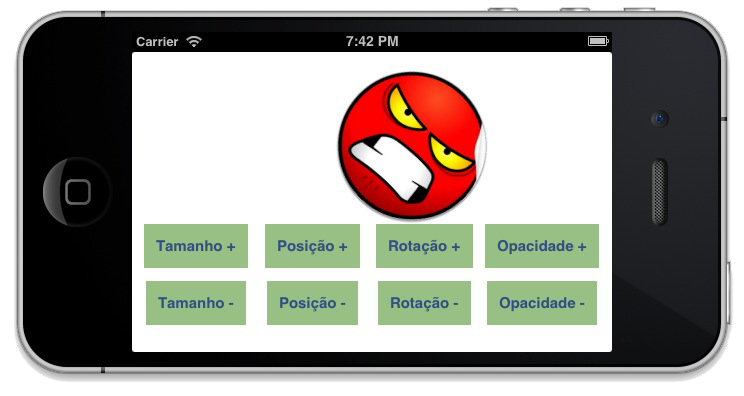 Carrier 7:42 PM
Tamanho + Posição + Rotação + Opacidade +
Tamanho - Posição - Rotação - Opacidade -